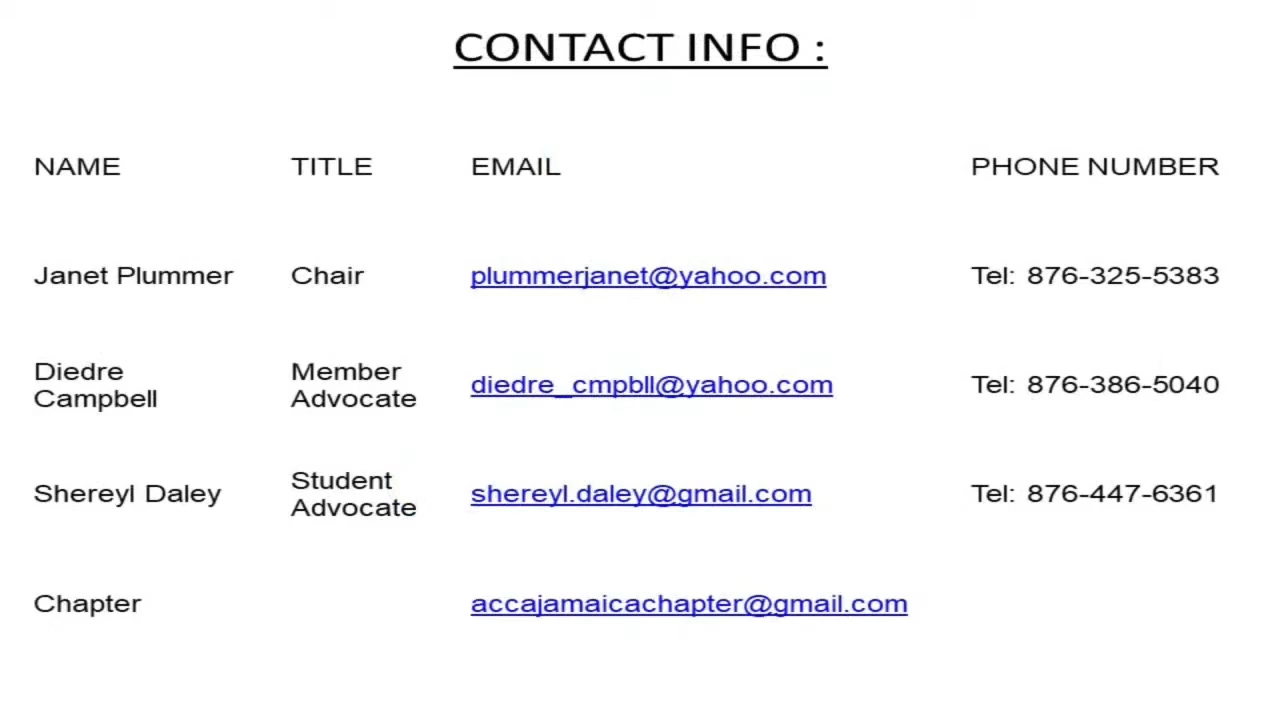 CONTACT INFO :
NAME TITLE EMAIL PHONE NUMBER
Janet Plummer Chair plummerjanet@yahoo.com Tel: 876-325-5383
Diedre Member
Campbell Advocate diedre_cmpbll@yahoo.com Tel: 876-386-5040
Shereyl Daley Student
Advocate shereyl.daley@gmail.com Tel: 876-447-6361
Chapter accajamaicachapter@gmail.com